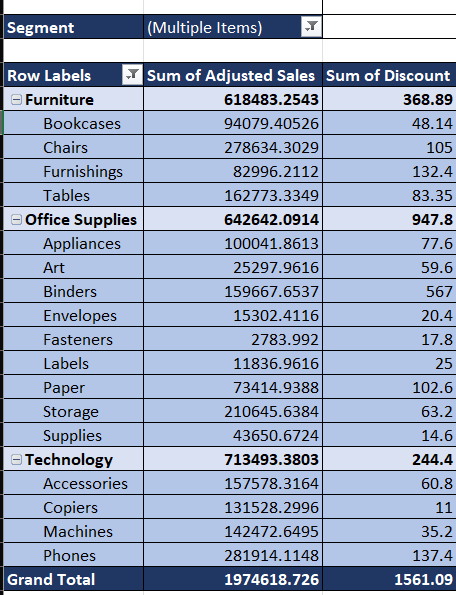 Segment (Multiple Items)
Row Labels Sum of Adjusted Sales Sum of Discount
Furniture 618483.2543 368.89
Bookcases 94079.40526 48.14
Chairs 278634.3029 105
Furnishings 82996.2112 132.4
Tables 162773.3349 83.35
Office Supplies 642642.0914 947.8
Appliances 100041.8613 77.6
Art 25297.9616 59.6
Binders 159667.6537 567
Envelopes 15302.4116 20.4
Fasteners 2783.992 17.8
Labels 11836.9616 25
Paper 73414.9388 102.6
Storage 210645.6384 63.2
Supplies 43650.6724 14.6
Technology 713493.3803 244.4
Accessories 157578.3164 60.8
Copiers 131528.2996 11
Machines 142472.6495 35.2
Phones 281914.1148 137.4
Grand Total 1974618.726 1561.09